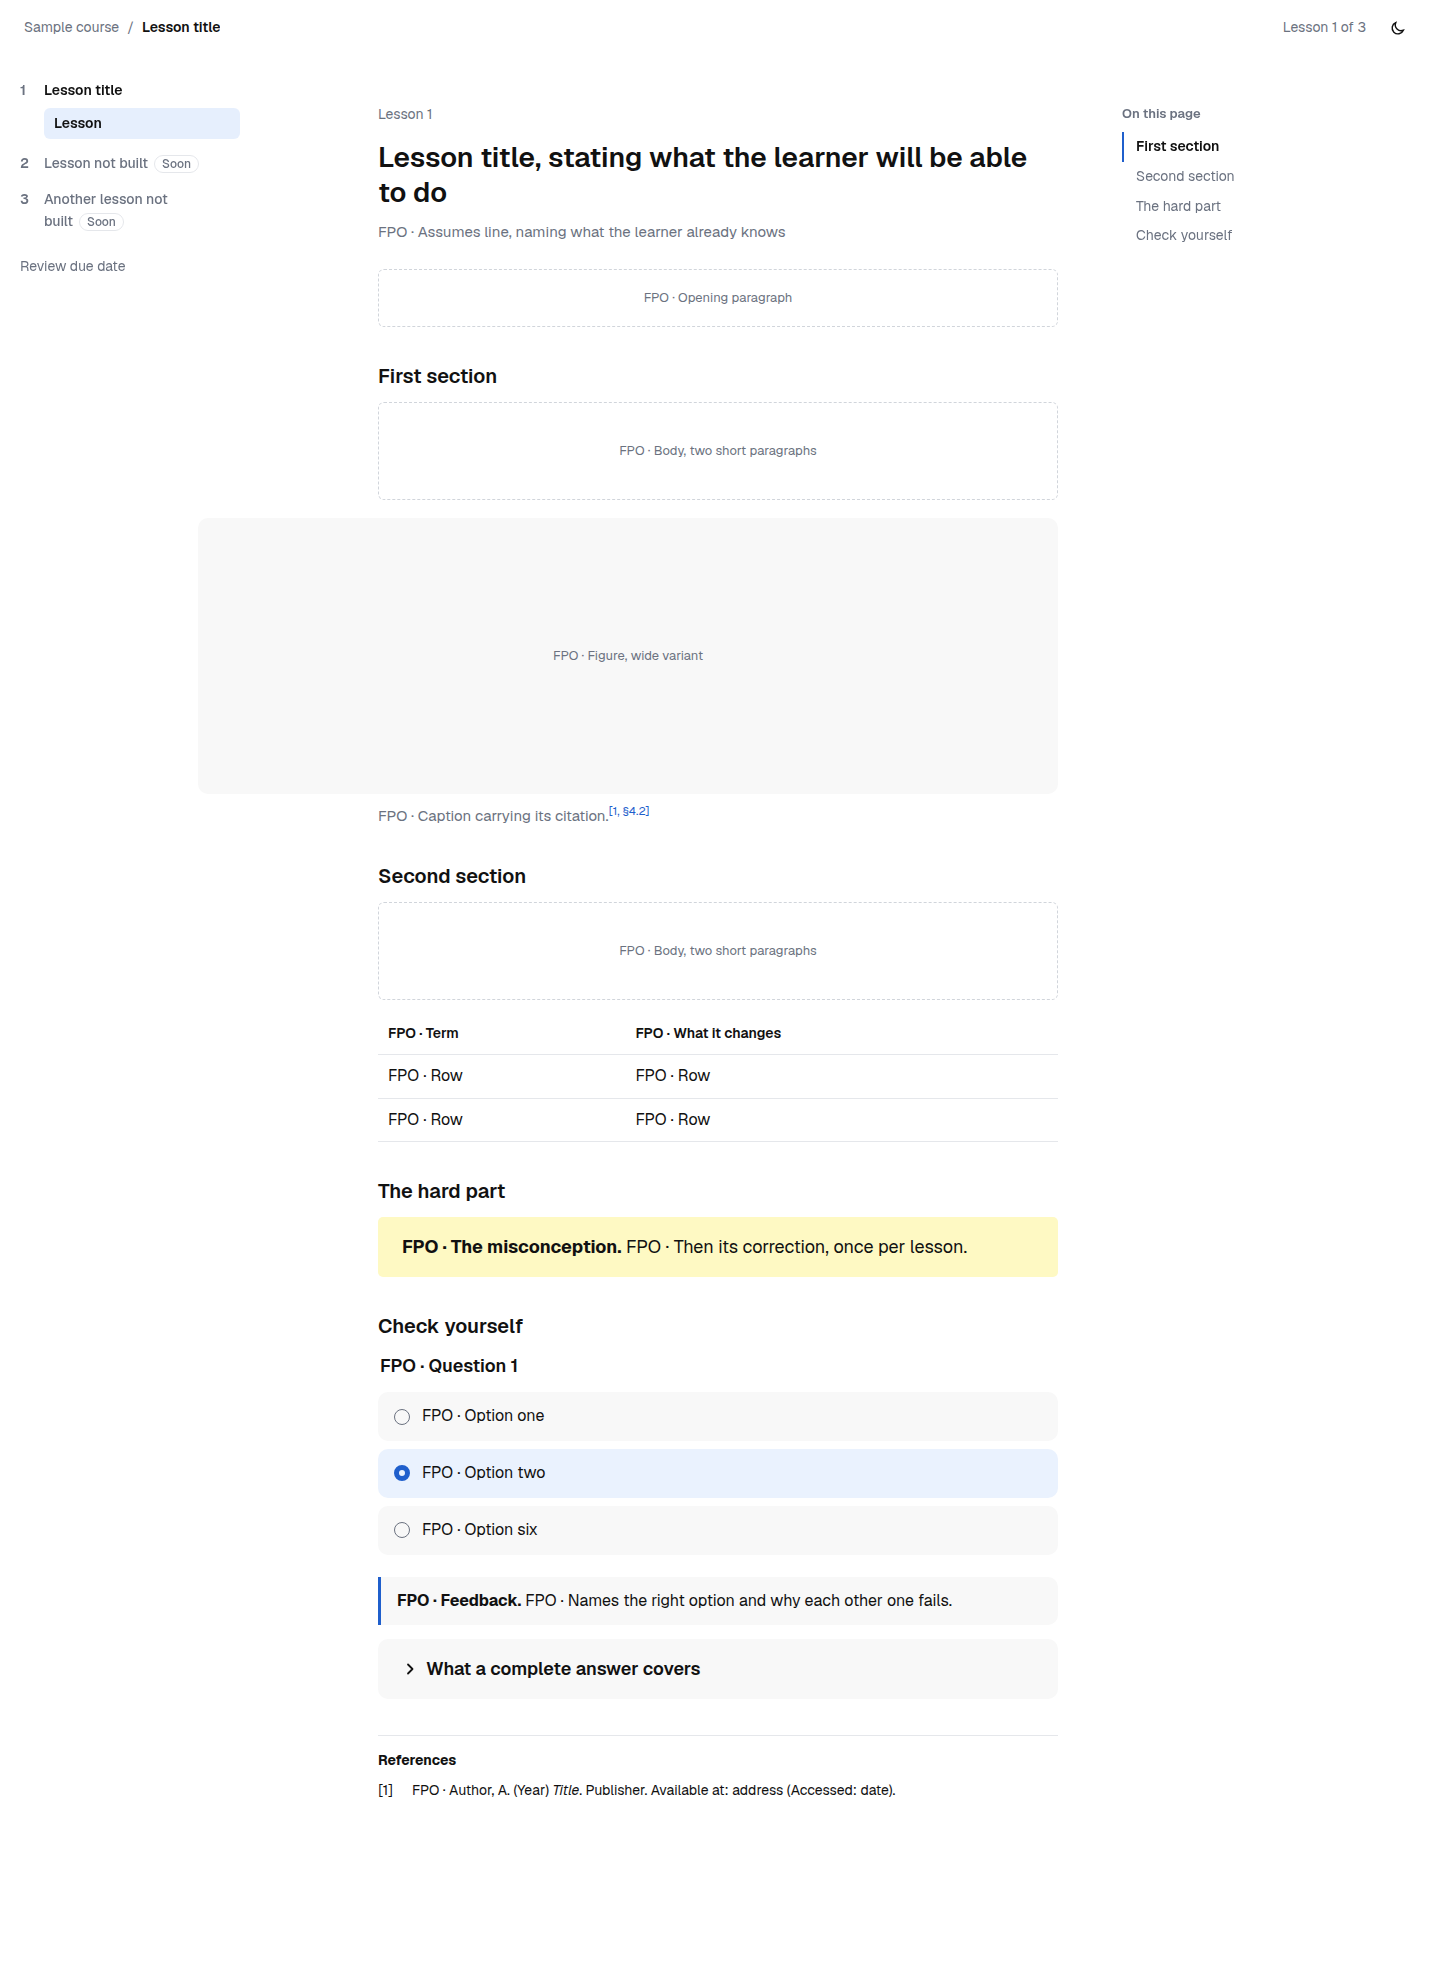 Sample course / Lesson title
Lesson 1 of 3
1 Lesson title
Lesson
2 Lesson not built Soon
3 Another lesson not
built Soon
Review due date
Lesson 1
Lesson title, stating what the learner will be able
to do
FPO · Assumes line, naming what the learner already knows
FPO · Opening paragraph
First section
FPO · Body, two short paragraphs
FPO · Figure, wide variant
FPO · Caption carrying its citation.[1, §4.2]
Second section
FPO · Body, two short paragraphs
FPO · Term FPO · What it changes
FPO · Row FPO · Row
FPO · Row FPO · Row
The hard part
FPO · The misconception. FPO · Then its correction, once per lesson.
Check yourself
FPO · Question 1
FPO · Option one
FPO · Option two
FPO · Option six
FPO · Feedback. FPO · Names the right option and why each other one fails.
What a complete answer covers
References
[1] FPO · Author, A. (Year) Title. Publisher. Available at: address (Accessed: date).
On this page
First section
Second section
The hard part
Check yourself